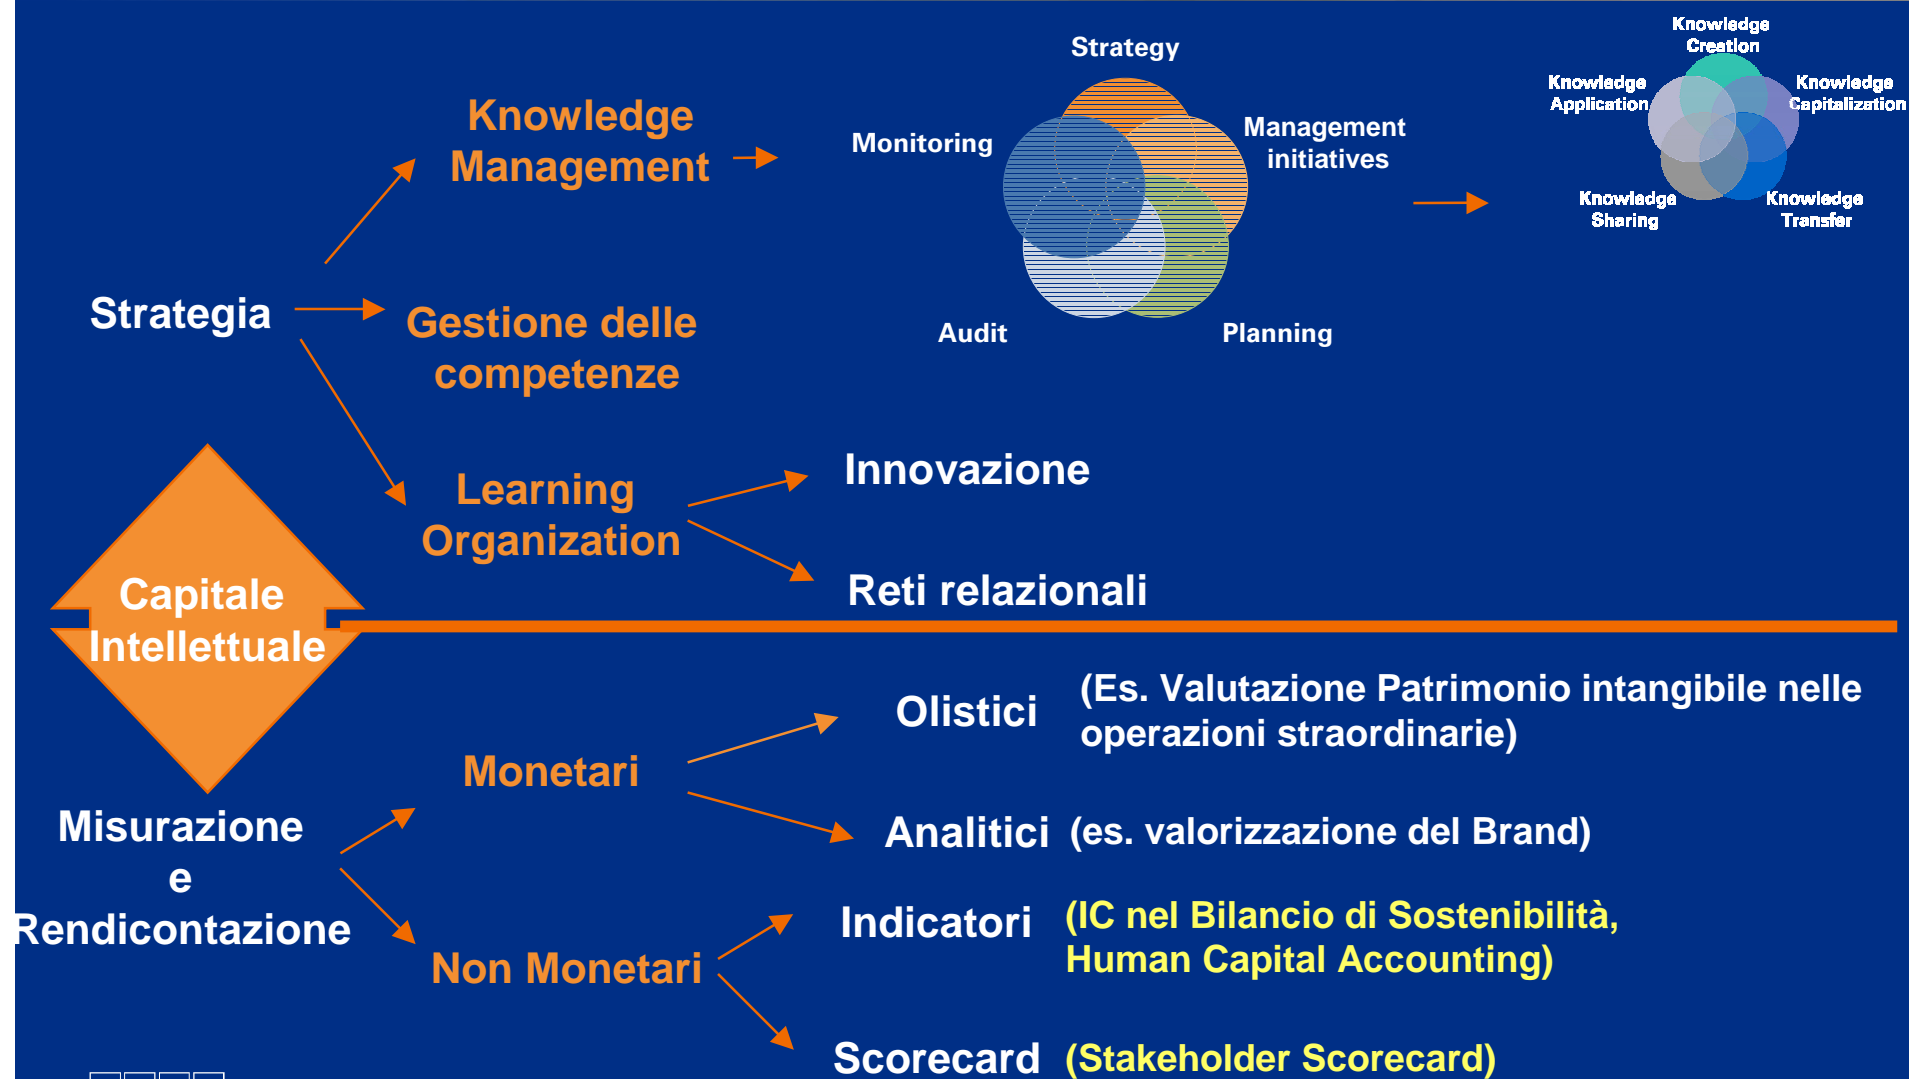 Strategy
Monitoring
Management
initiatives
Audit
Planning
Knowledge
Creation
Knowledge
Application
Knowledge
Capitalization
Knowledge
Sharing
Knowledge
Transfer
Knowledge
Management
Strategia
Gestione delle
competenze
Learning
Organization
Innovazione
Reti relazionali
Capitale
Intellettuale
Misurazione
e
Rendicontazione
Monetari
Olistici
(Es. Valutazione Patrimonio intangibile nelle
operazioni straordinarie)
Analitici
(es. valorizzazione del Brand)
Non Monetari
Indicatori
(IC nel Bilancio di Sostenibilità,
Human Capital Accounting)
Scorecard
(Stakeholder Scorecard)